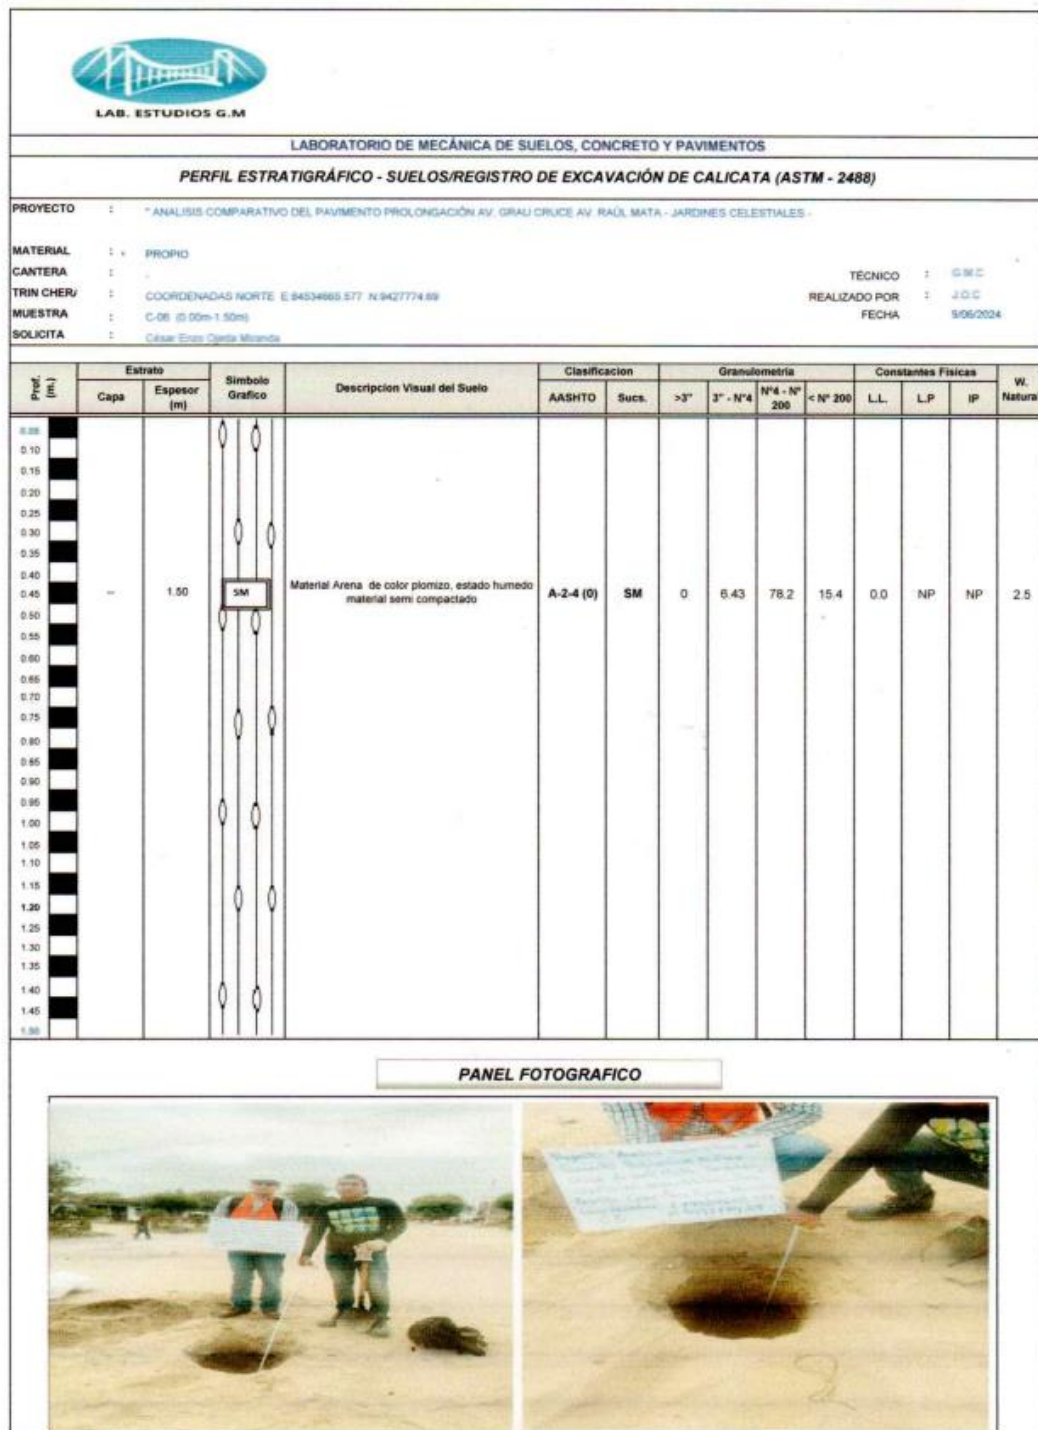 LAB. ESTUDIOS G.M
LABORATORIO DE MECÁNICA DE SUELOS, CONCRETO Y PAVIMENTOS
PERFIL ESTRATIGRÁFICO - SUELOS/REGISTRO DE EXCAVACIÓN DE CALICATA (ASTM - 2488)
PROYECTO : " ANALISIS COMPARATIVO DEL PAVIMENTO PROLONGACIÓN AV. GRAU CRUCE AV. RAÚL MATA - JARDINES CELESTIALES -
MATERIAL : . PROPIO
CANTERA : .
TÉCNICO : G.M.C
TRIN CHER/ : COORDENADAS NORTE E:84534665.577 N:9427774.69
REALIZADO POR : J.O.C
MUESTRA : C-06 (0.00m-1.50m)
FECHA 9/06/2024
SOLICITA : César Enzo Ojeda Miranda
Prof. (m.)
Estrato
Capa
Espesor (m)
Simbolo Grafico
Descripcion Visual del Suelo
Clasificacion
AASHTO
Sucs.
Granulometria
>3"
3" - N°4
N°4 - N° 200
< N° 200
Constantes Fisicas
L.L.
L.P
IP
W. Natural
0.10
0.15
0.20
0.25
0.30
0.35
0.40
0.45 -- 1.50 SM Material Arena de color plomizo, estado humedo material semi compactado A-2-4 (0) SM 0 6.43 78.2 15.4 0.0 NP NP 2.5
0.50
0.55
0.60
0.65
0.70
0.75
0.80
0.85
0.90
0.95
1.00
1.05
1.10
1.15
1.20
1.25
1.30
1.35
1.40
1.45
1.50
PANEL FOTOGRAFICO